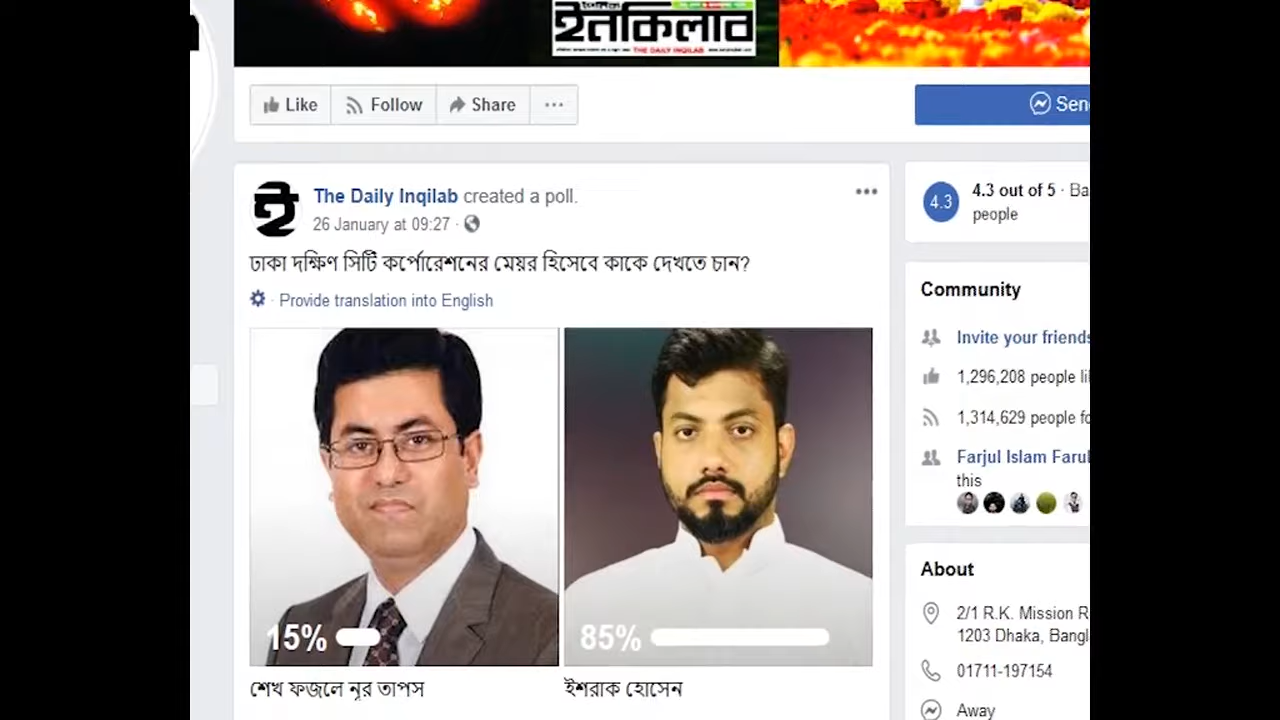 ইনকিলাব
THE DAILY INQILAB
Like
Follow
Share
Sen
The Daily Inqilab created a poll.
26 January at 09:27 ·
ঢাকা দক্ষিণ সিটি কর্পোরেশনের মেয়র হিসেবে কাকে দেখতে চান?
· Provide translation into English
15%
85%
শেখ ফজলে নূর তাপস
ইশরাক হোসেন
4.3
4.3 out of 5 · Ba
people
Community
Invite your friends
1,296,208 people li
1,314,629 people fo
Farjul Islam Faru
this
About
2/1 R.K. Mission R
1203 Dhaka, Bangl
01711-197154
Away